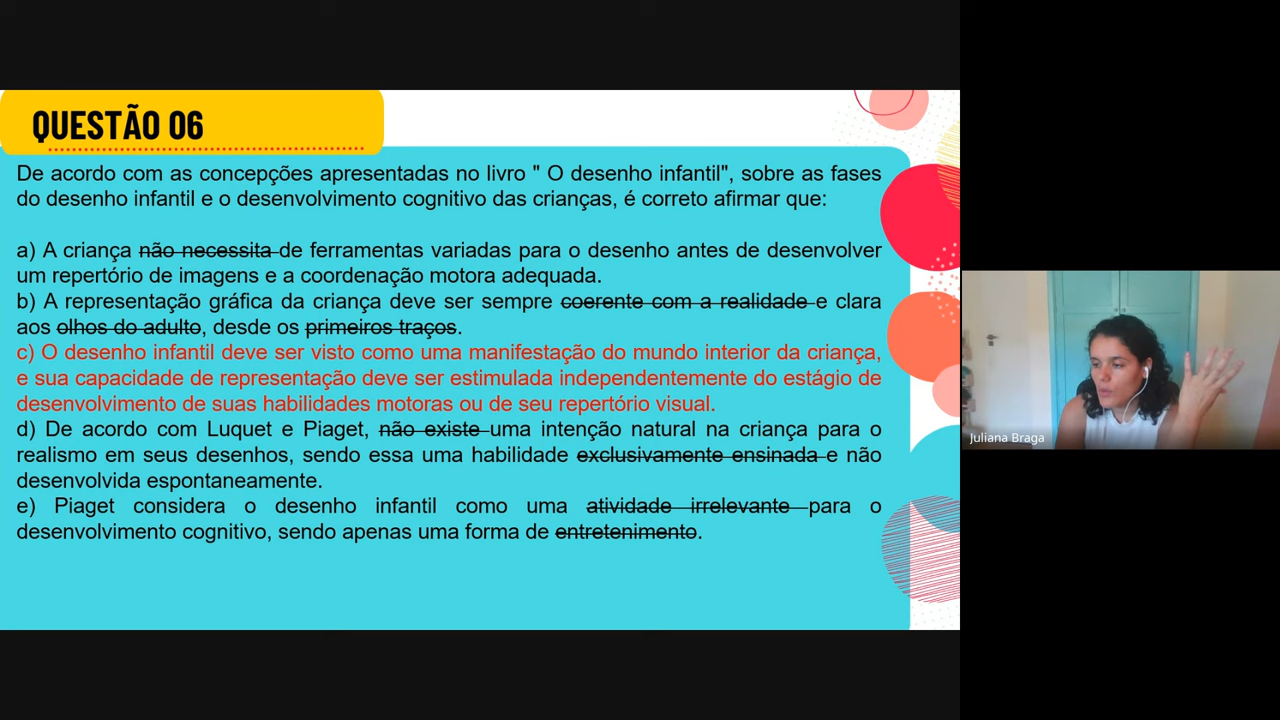 QUESTÃO 06
De acordo com as concepções apresentadas no livro " O desenho infantil", sobre as fases
do desenho infantil e o desenvolvimento cognitivo das crianças, é correto afirmar que:
a) A criança não necessita de ferramentas variadas para o desenho antes de desenvolver
um repertório de imagens e a coordenação motora adequada.
b) A representação gráfica da criança deve ser sempre coerente com a realidade e clara
aos olhos do adulto, desde os primeiros traços.
c) O desenho infantil deve ser visto como uma manifestação do mundo interior da criança,
e sua capacidade de representação deve ser estimulada independentemente do estágio de
desenvolvimento de suas habilidades motoras ou de seu repertório visual.
d) De acordo com Luquet e Piaget, não existe uma intenção natural na criança para o
realismo em seus desenhos, sendo essa uma habilidade exclusivamente ensinada e não
desenvolvida espontaneamente.
e) Piaget considera o desenho infantil como uma atividade irrelevante para o
desenvolvimento cognitivo, sendo apenas uma forma de entretenimento.
Juliana Braga